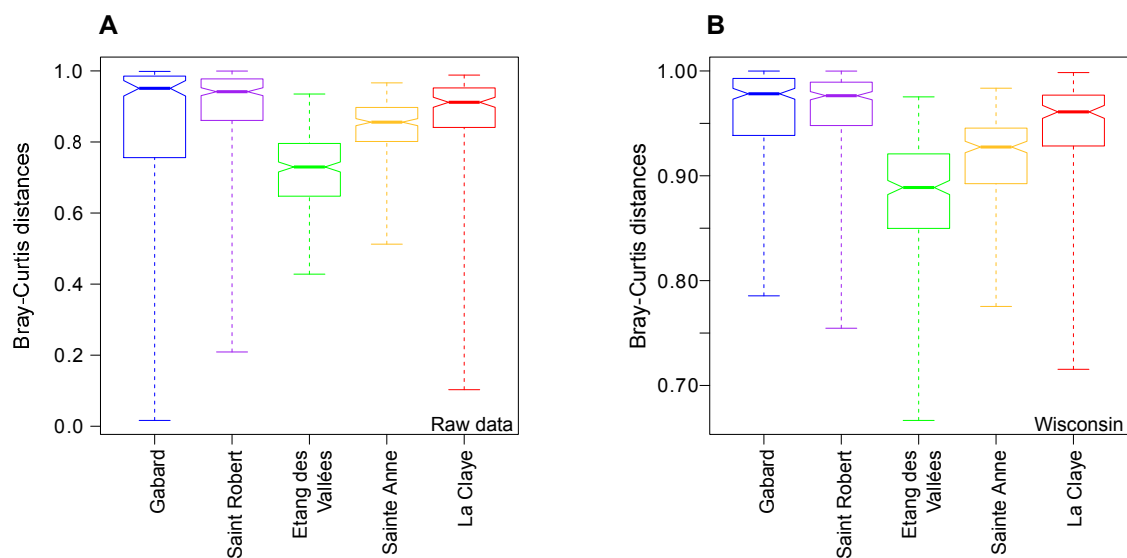 A
Bray-Curtis distances
1.0
0.8
0.6
0.4
0.2
0.0
Raw data
Gabard
Saint Robert
Etang des
Vallées
Sainte Anne
La Claye
B
Bray-Curtis distances
1.00
0.90
0.80
0.70
Wisconsin
Gabard
Saint Robert
Etang des
Vallées
Sainte Anne
La Claye